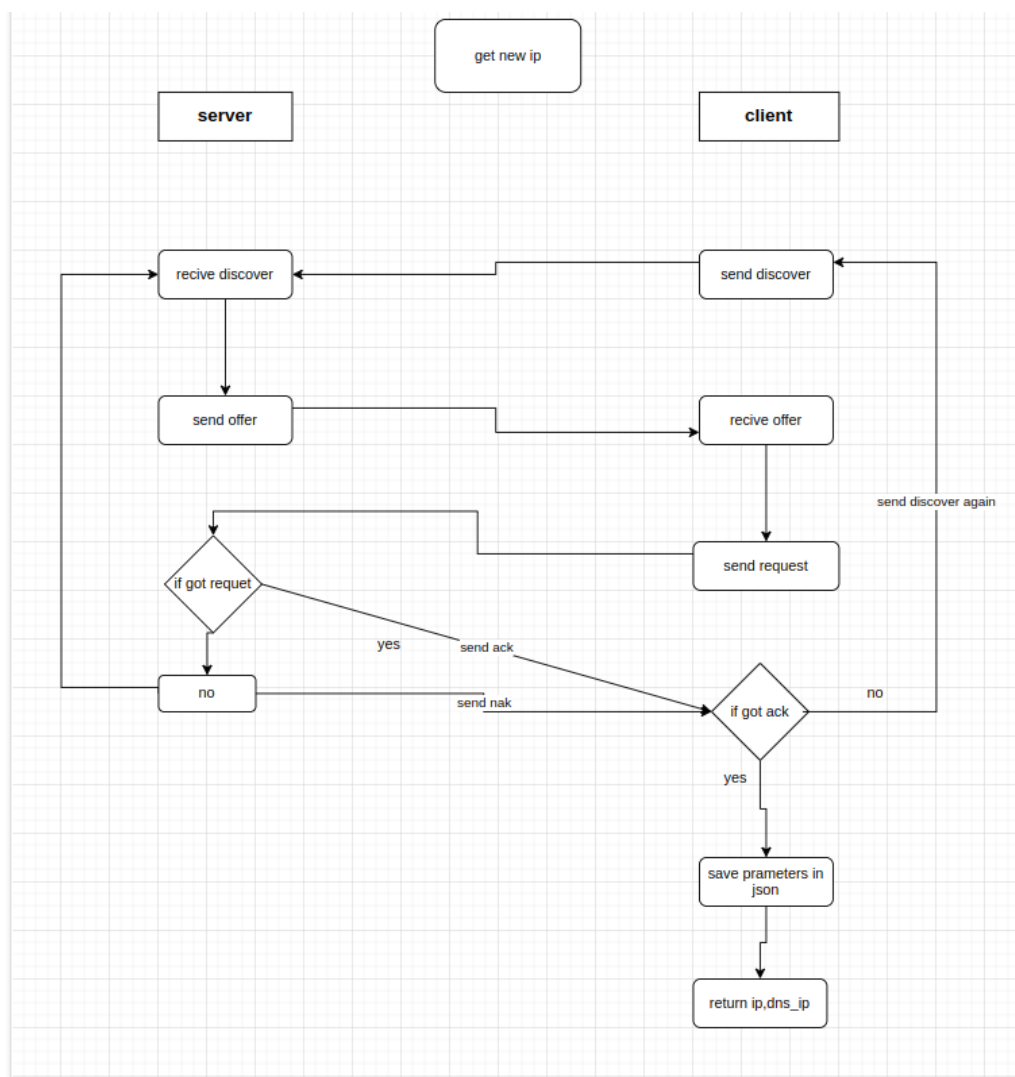 get new ip
server
client
recive discover
send discover
send offer
recive offer
send discover again
if got requet
send request
yes
send ack
no
send nak
if got ack
no
yes
save prameters in
json
return ip,dns_ip